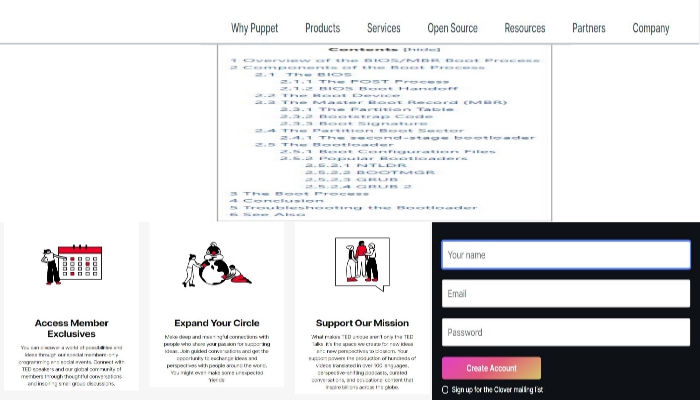 Why Puppet Products Services Open Source Resources Partners Company
Contents [hide]
1 Overview of the BIOS/MBR Boot Process
2 Components of the Boot Process
2.1 The BIOS
2.1.1 The POST Process
2.1.2 BIOS Boot Handoff
2.2 The Boot Device
2.3 The Master Boot Record (MBR)
2.3.1 The Partition Table
2.3.2 Bootstrap Code
2.3.3 Boot Signature
2.4 The Partition Boot Sector
2.4.1 The second-stage bootloader
2.5 The Bootloader
2.5.1 Boot Configuration Files
2.5.2 Popular Bootloaders
2.5.2.1 NTLDR
2.5.2.2 BOOTMGR
2.5.2.3 GRUB
2.5.2.4 GRUB 2
3 The Boot Process
4 Conclusion
5 Troubleshooting the Bootloader
6 See Also
Access Member
Exclusives
You can discover a world of possibilities and
ideas through our special members-only
programming and social events. Connect with
TED speakers and our global community of
members through thoughtful conversations
and inspiring small group discussions.
Expand Your Circle
Make deep and meaningful connections with
people who share your passion for supporting
ideas. Join guided conversations and get the
opportunity to exchange ideas and
perspectives with people around the world.
You might even make some unexpected
friends
Support Our Mission
What makes TED unique aren't only the TED
Talks. It's the space we create for new ideas
and new perspectives to blossom. Your
support powers the production of hundreds of
videos translated in over 100 languages,
perspective-shifting podcasts, curated
conversations, and educational content that
inspire billions across the globe.
Your name
Email
Password
Create Account
Sign up for the Clover mailing list